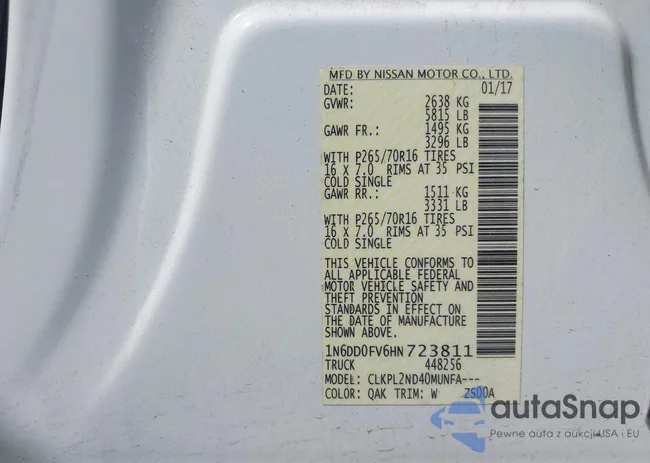 MFD BY NISSAN MOTOR CO., LTD.
DATE: 01/17
GVWR: 2638 KG
5815 LB
GAWR FR.: 1495 KG
3296 LB
WITH P265/70R16 TIRES
16 X 7.0 RIMS AT 35 PSI
COLD SINGLE
GAWR RR.: 1511 KG
3331 LB
WITH P265/70R16 TIRES
16 X 7.0 RIMS AT 35 PSI
COLD SINGLE
THIS VEHICLE CONFORMS TO
ALL APPLICABLE FEDERAL
MOTOR VEHICLE SAFETY AND
THEFT PREVENTION
STANDARDS IN EFFECT ON
THE DATE OF MANUFACTURE
SHOWN ABOVE.
1N6DD0FV6HN723811
TRUCK 448256
MODEL: CLKPL2ND40MUNFA---
COLOR: QAK TRIM: W ZS00A
autaSnap
Pewne auta z aukcji USA i EU